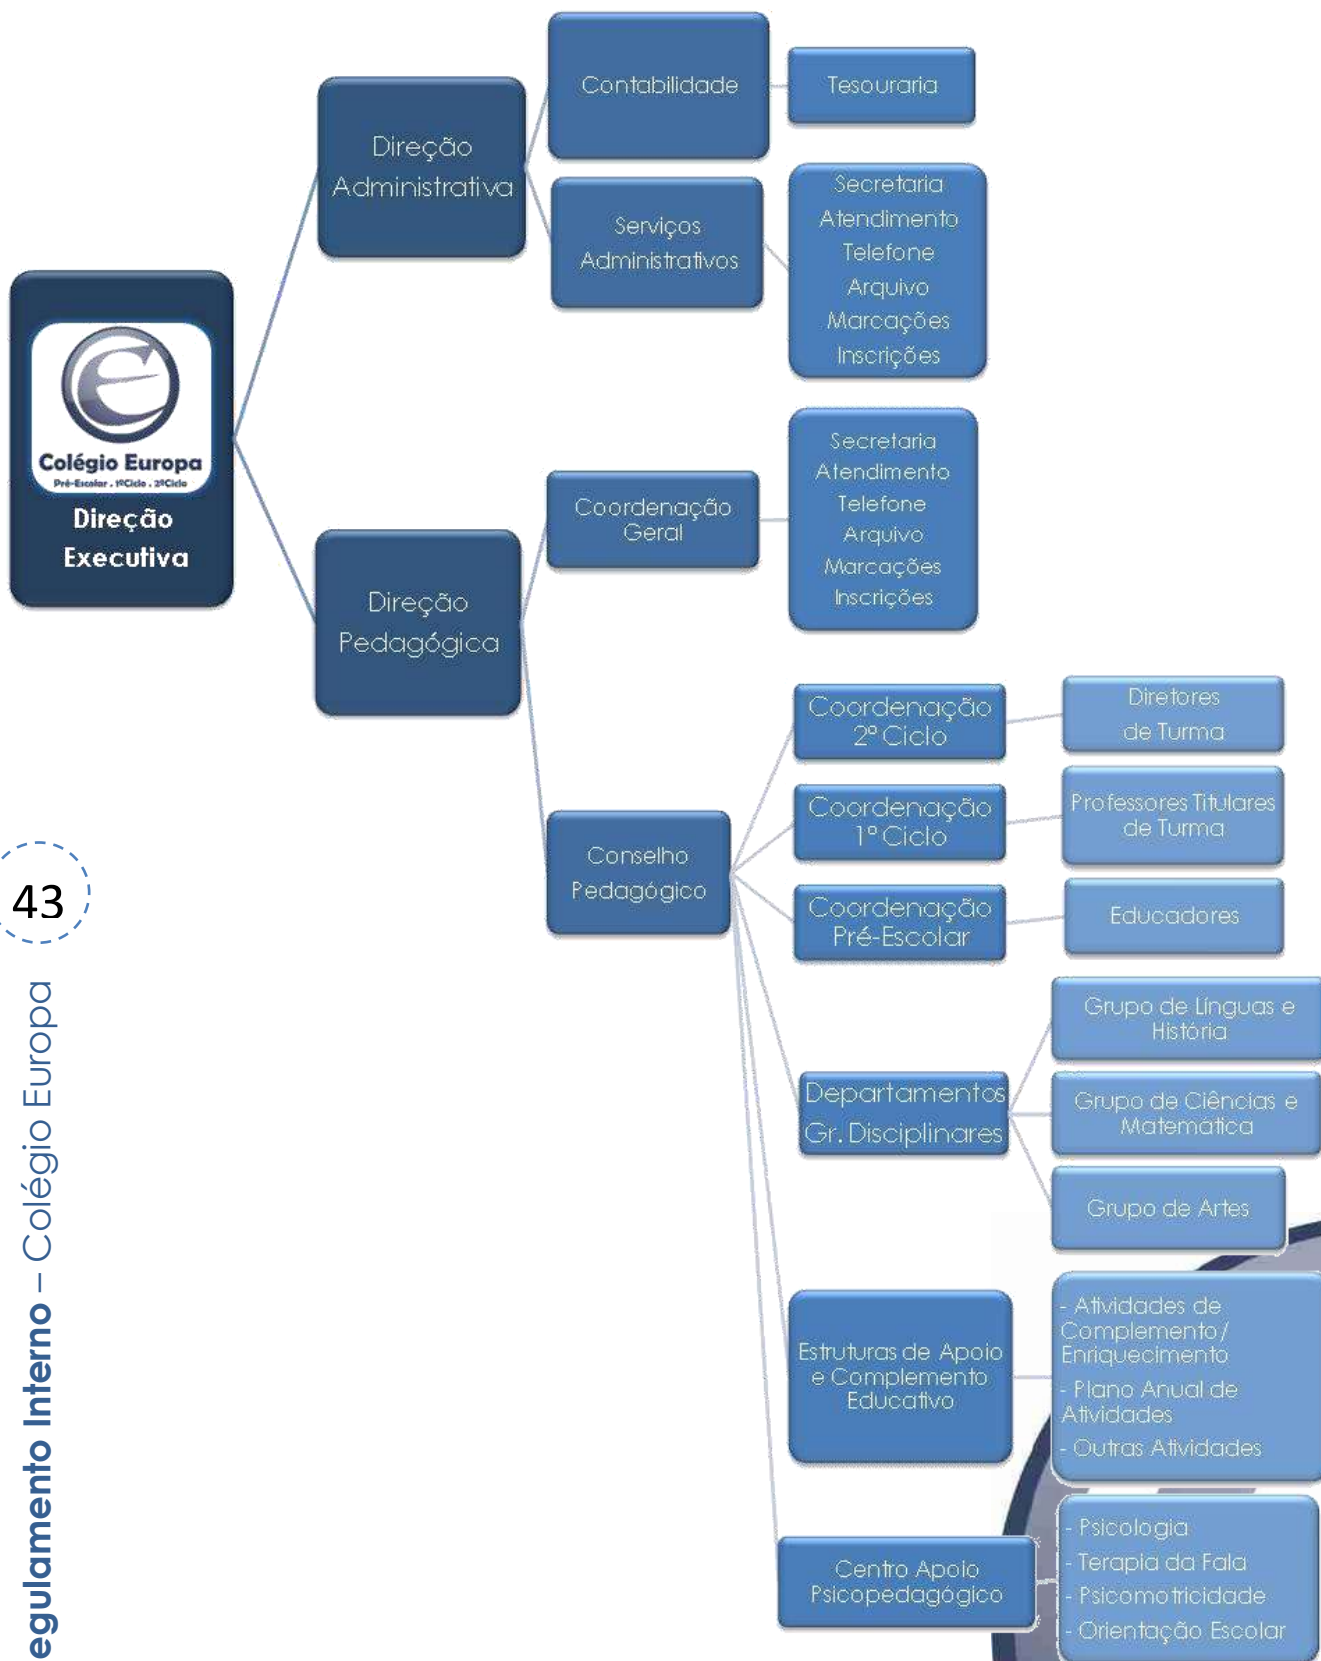 Colégio Europa
Pré-Escolar . 1ºCiclo . 2ºCiclo
Direção
Executiva
Direção
Administrativa
Contabilidade
Tesouraria
Serviços
Administrativos
Secretaria
Atendimento
Telefone
Arquivo
Marcações
Inscrições
Direção
Pedagógica
Coordenação
Geral
Secretaria
Atendimento
Telefone
Arquivo
Marcações
Inscrições
Conselho
Pedagógico
Coordenação
2º Ciclo
Diretores
de Turma
Coordenação
1º Ciclo
Professores Titulares
de Turma
Coordenação
Pré-Escolar
Educadores
Departamentos
Gr. Disciplinares
Grupo de Línguas e
História
Grupo de Ciências e
Matemática
Grupo de Artes
Estruturas de Apoio
e Complemento
Educativo
- Atividades de
Complemento/
Enriquecimento
- Plano Anual de
Atividades
- Outras Atividades
Centro Apoio
Psicopedagógico
- Psicologia
- Terapia da Fala
- Psicomotricidade
- Orientação Escolar
43
egulamento Interno – Colégio Europa